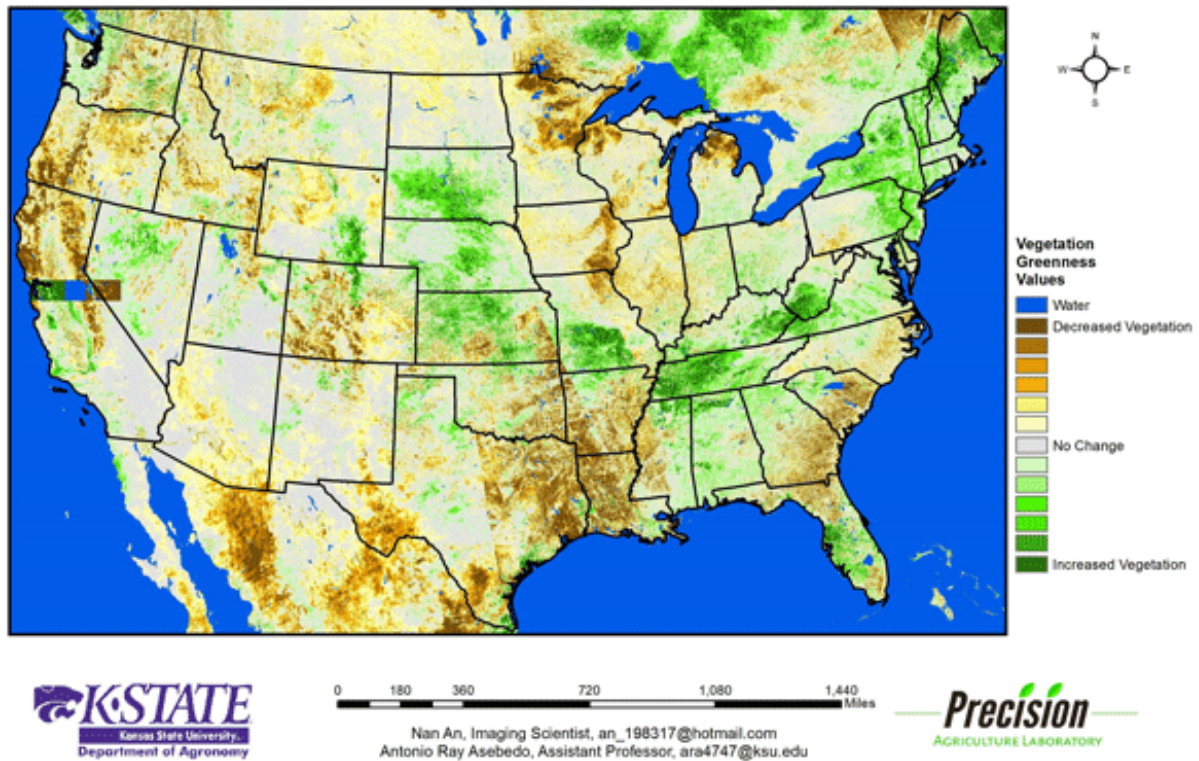 N
W E
S
Vegetation
Greenness
Values
Water
Decreased Vegetation
No Change
Increased Vegetation
K-STATE
Kansas State University.
Department of Agronomy
0 180 360 720 1,080 1,440
Miles
Nan An, Imaging Scientist, an_198317@hotmail.com
Antonio Ray Asebedo, Assistant Professor, ara4747@ksu.edu
Precision
AGRICULTURE LABORATORY